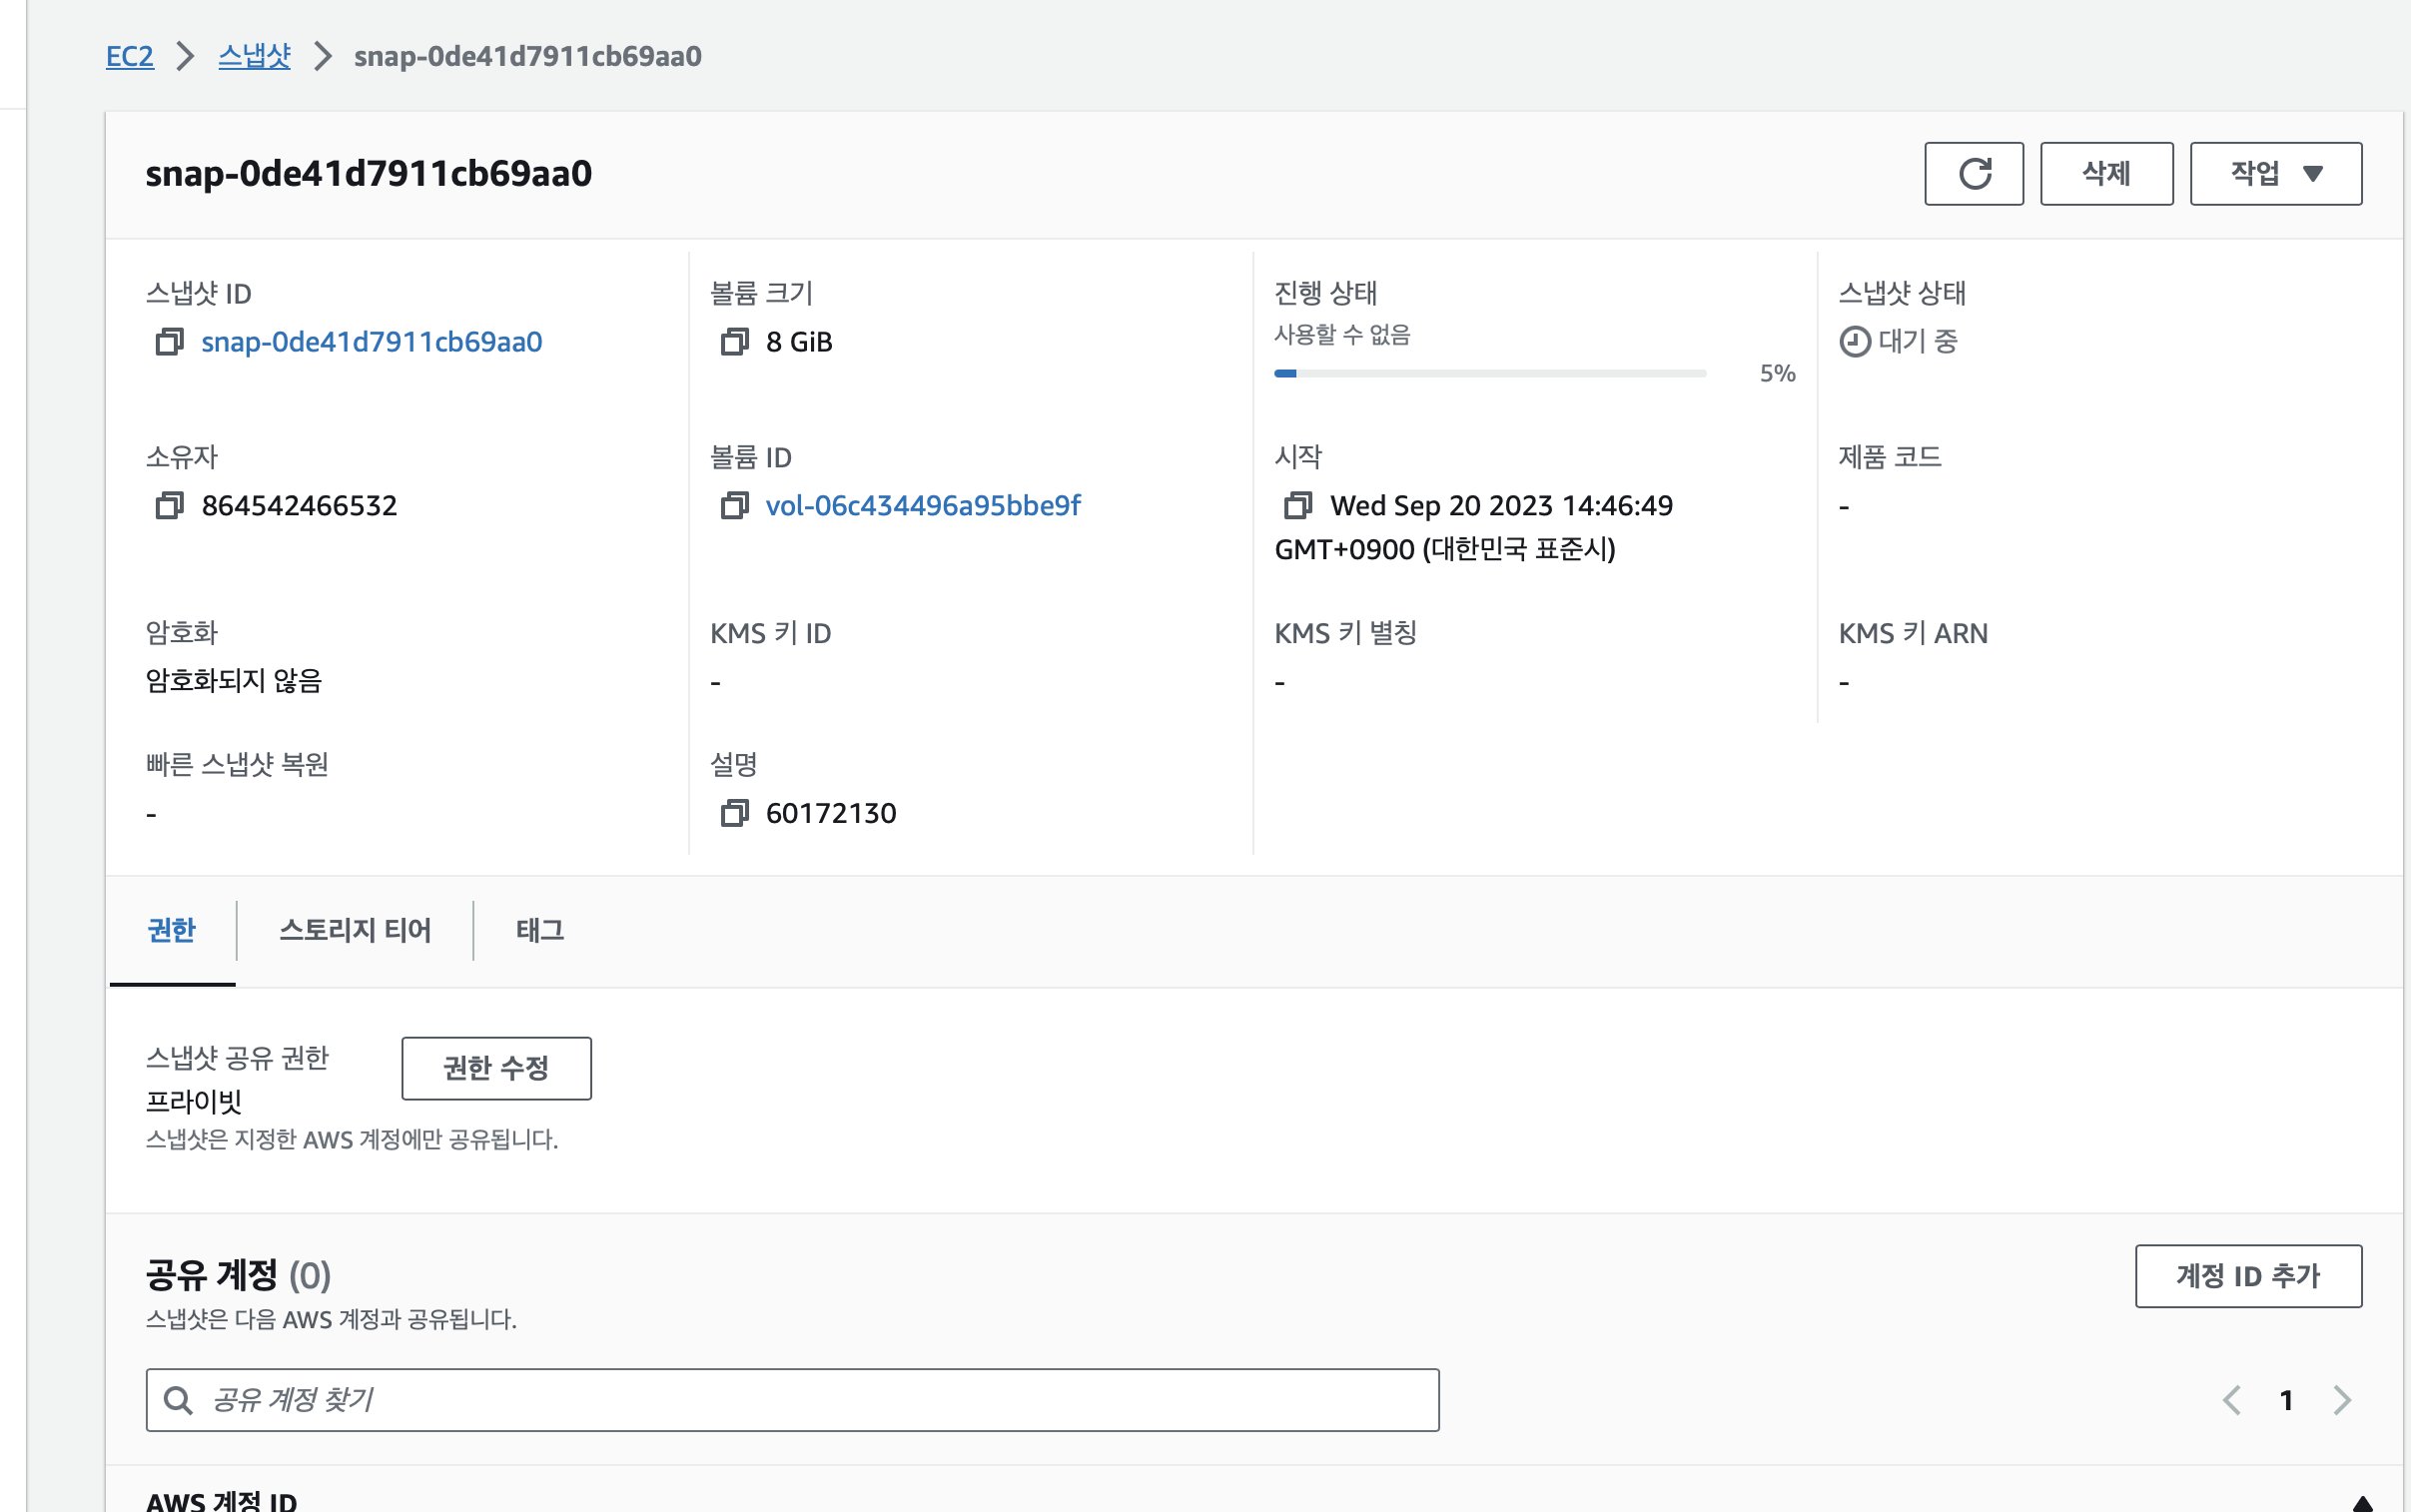 EC2 > 스냅샷 > snap-0de41d7911cb69aa0
snap-0de41d7911cb69aa0
삭제
작업
스냅샷 ID
snap-0de41d7911cb69aa0
볼륨 크기
8 GiB
진행 상태
사용할 수 없음
5%
스냅샷 상태
대기 중
소유자
864542466532
볼륨 ID
vol-06c434496a95bbe9f
시작
Wed Sep 20 2023 14:46:49
GMT+0900 (대한민국 표준시)
제품 코드
-
암호화
암호화되지 않음
KMS 키 ID
-
KMS 키 별칭
-
KMS 키 ARN
-
빠른 스냅샷 복원
-
설명
60172130
권한
스토리지 티어
태그
스냅샷 공유 권한
프라이빗
스냅샷은 지정한 AWS 계정에만 공유됩니다.
권한 수정
공유 계정 (0)
스냅샷은 다음 AWS 계정과 공유됩니다.
계정 ID 추가
공유 계정 찾기
1
AWS 계정 ID